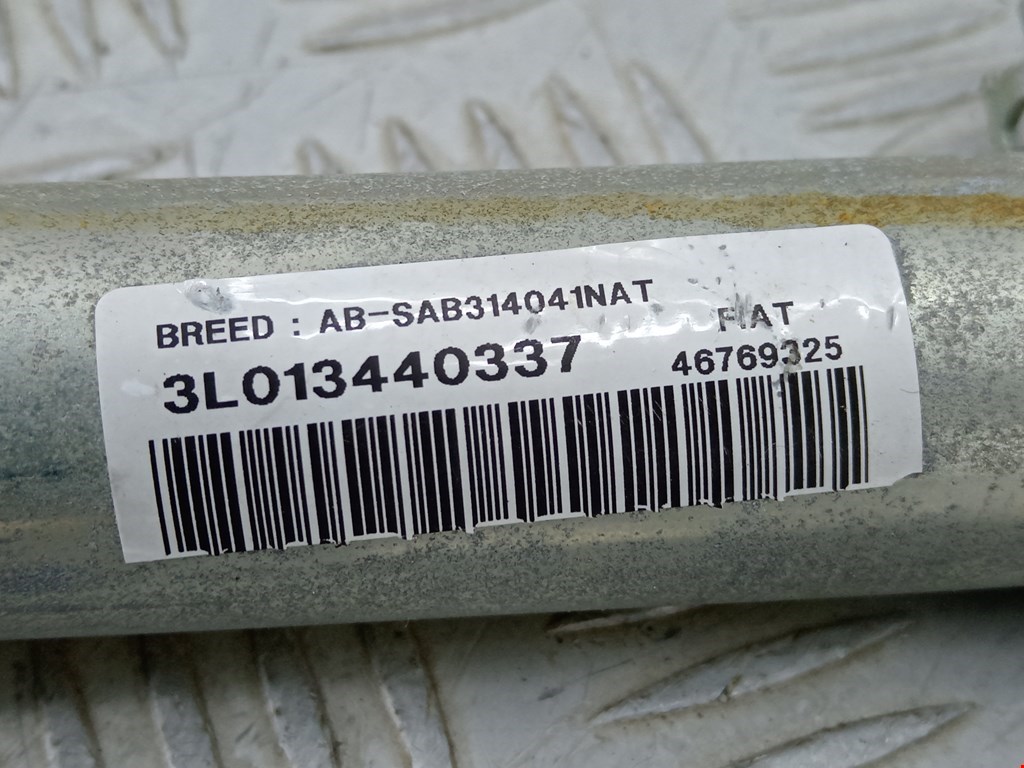 BREED : AB-SAB314041NAT
FIAT
3L013440337
46769325